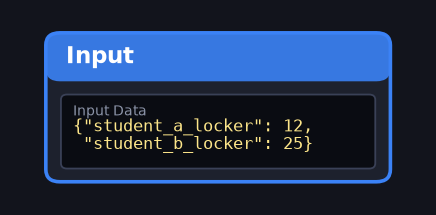 Input
Input Data
{"student_a_locker": 12,
 "student_b_locker": 25}